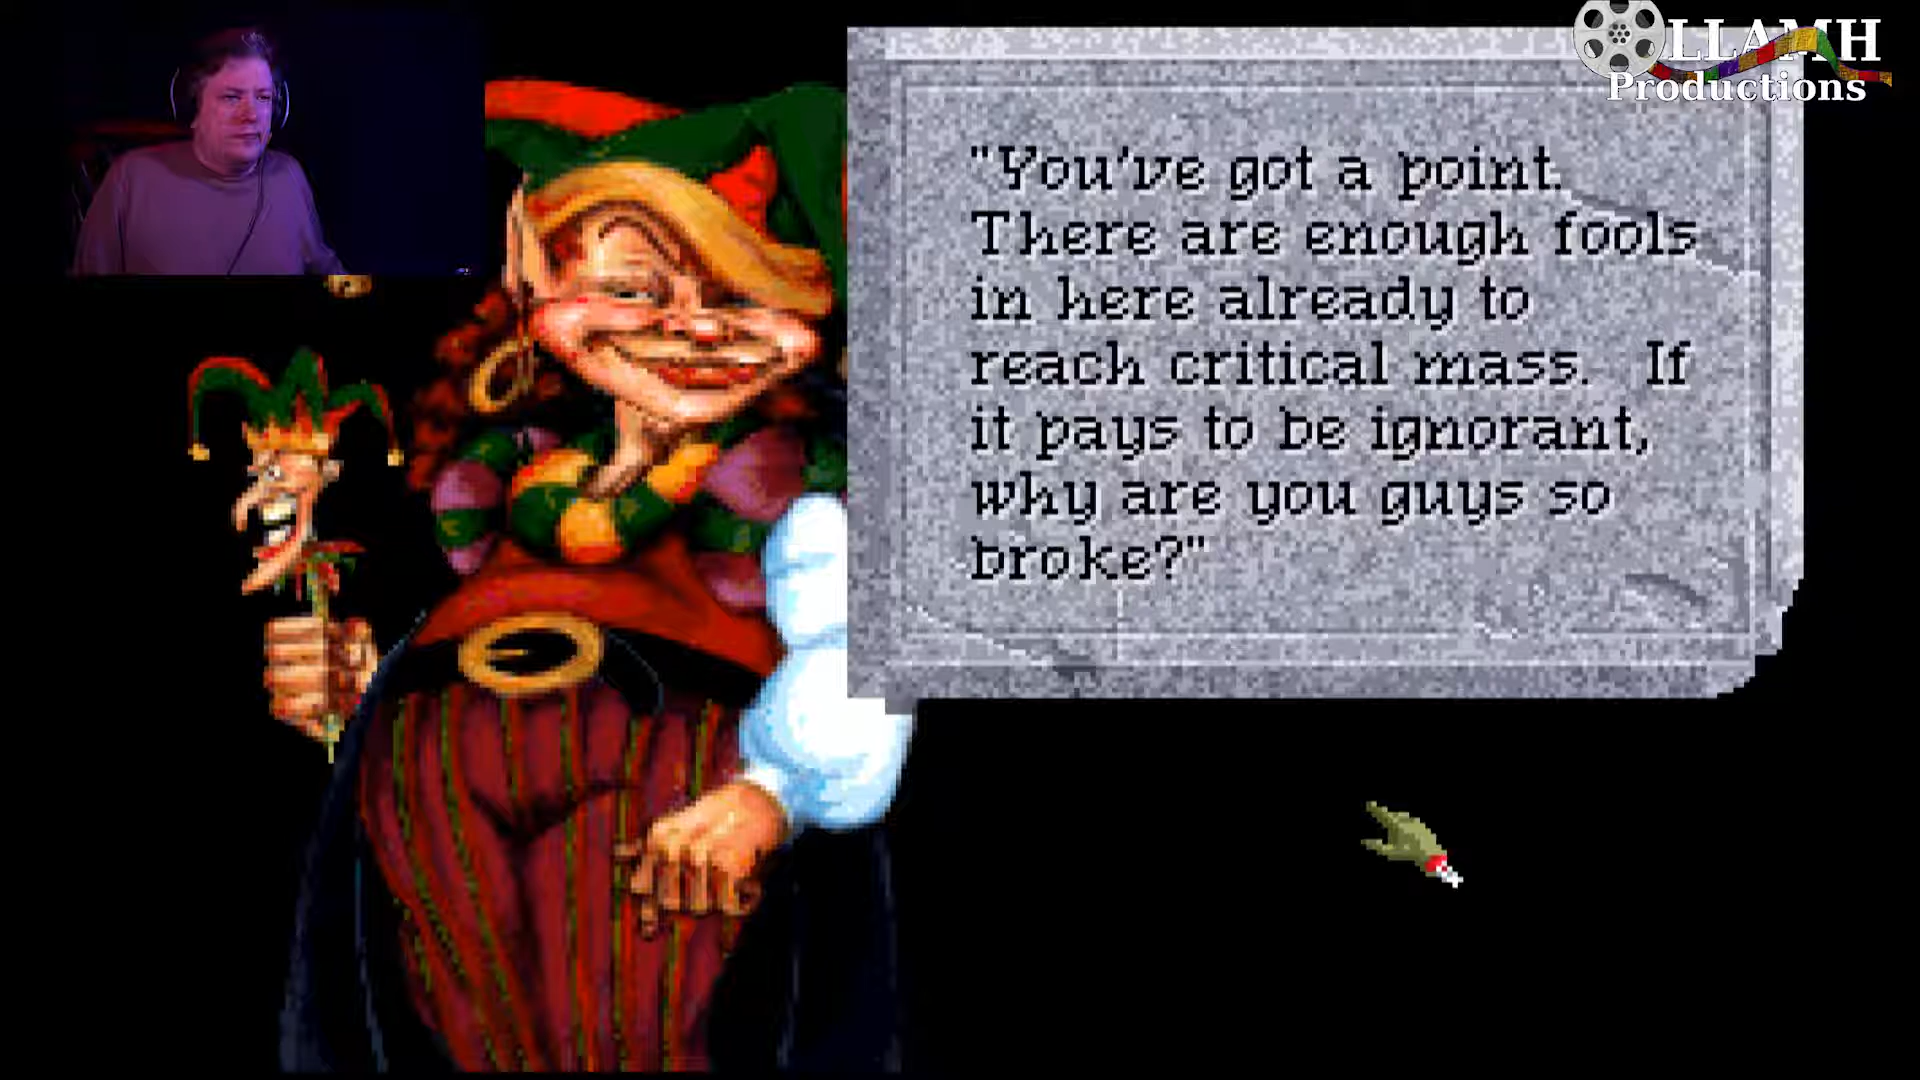 LLAMH
Productions
"You've got a point.
There are enough fools
in here already to
reach critical mass. If
it pays to be ignorant,
why are you guys so
broke?"